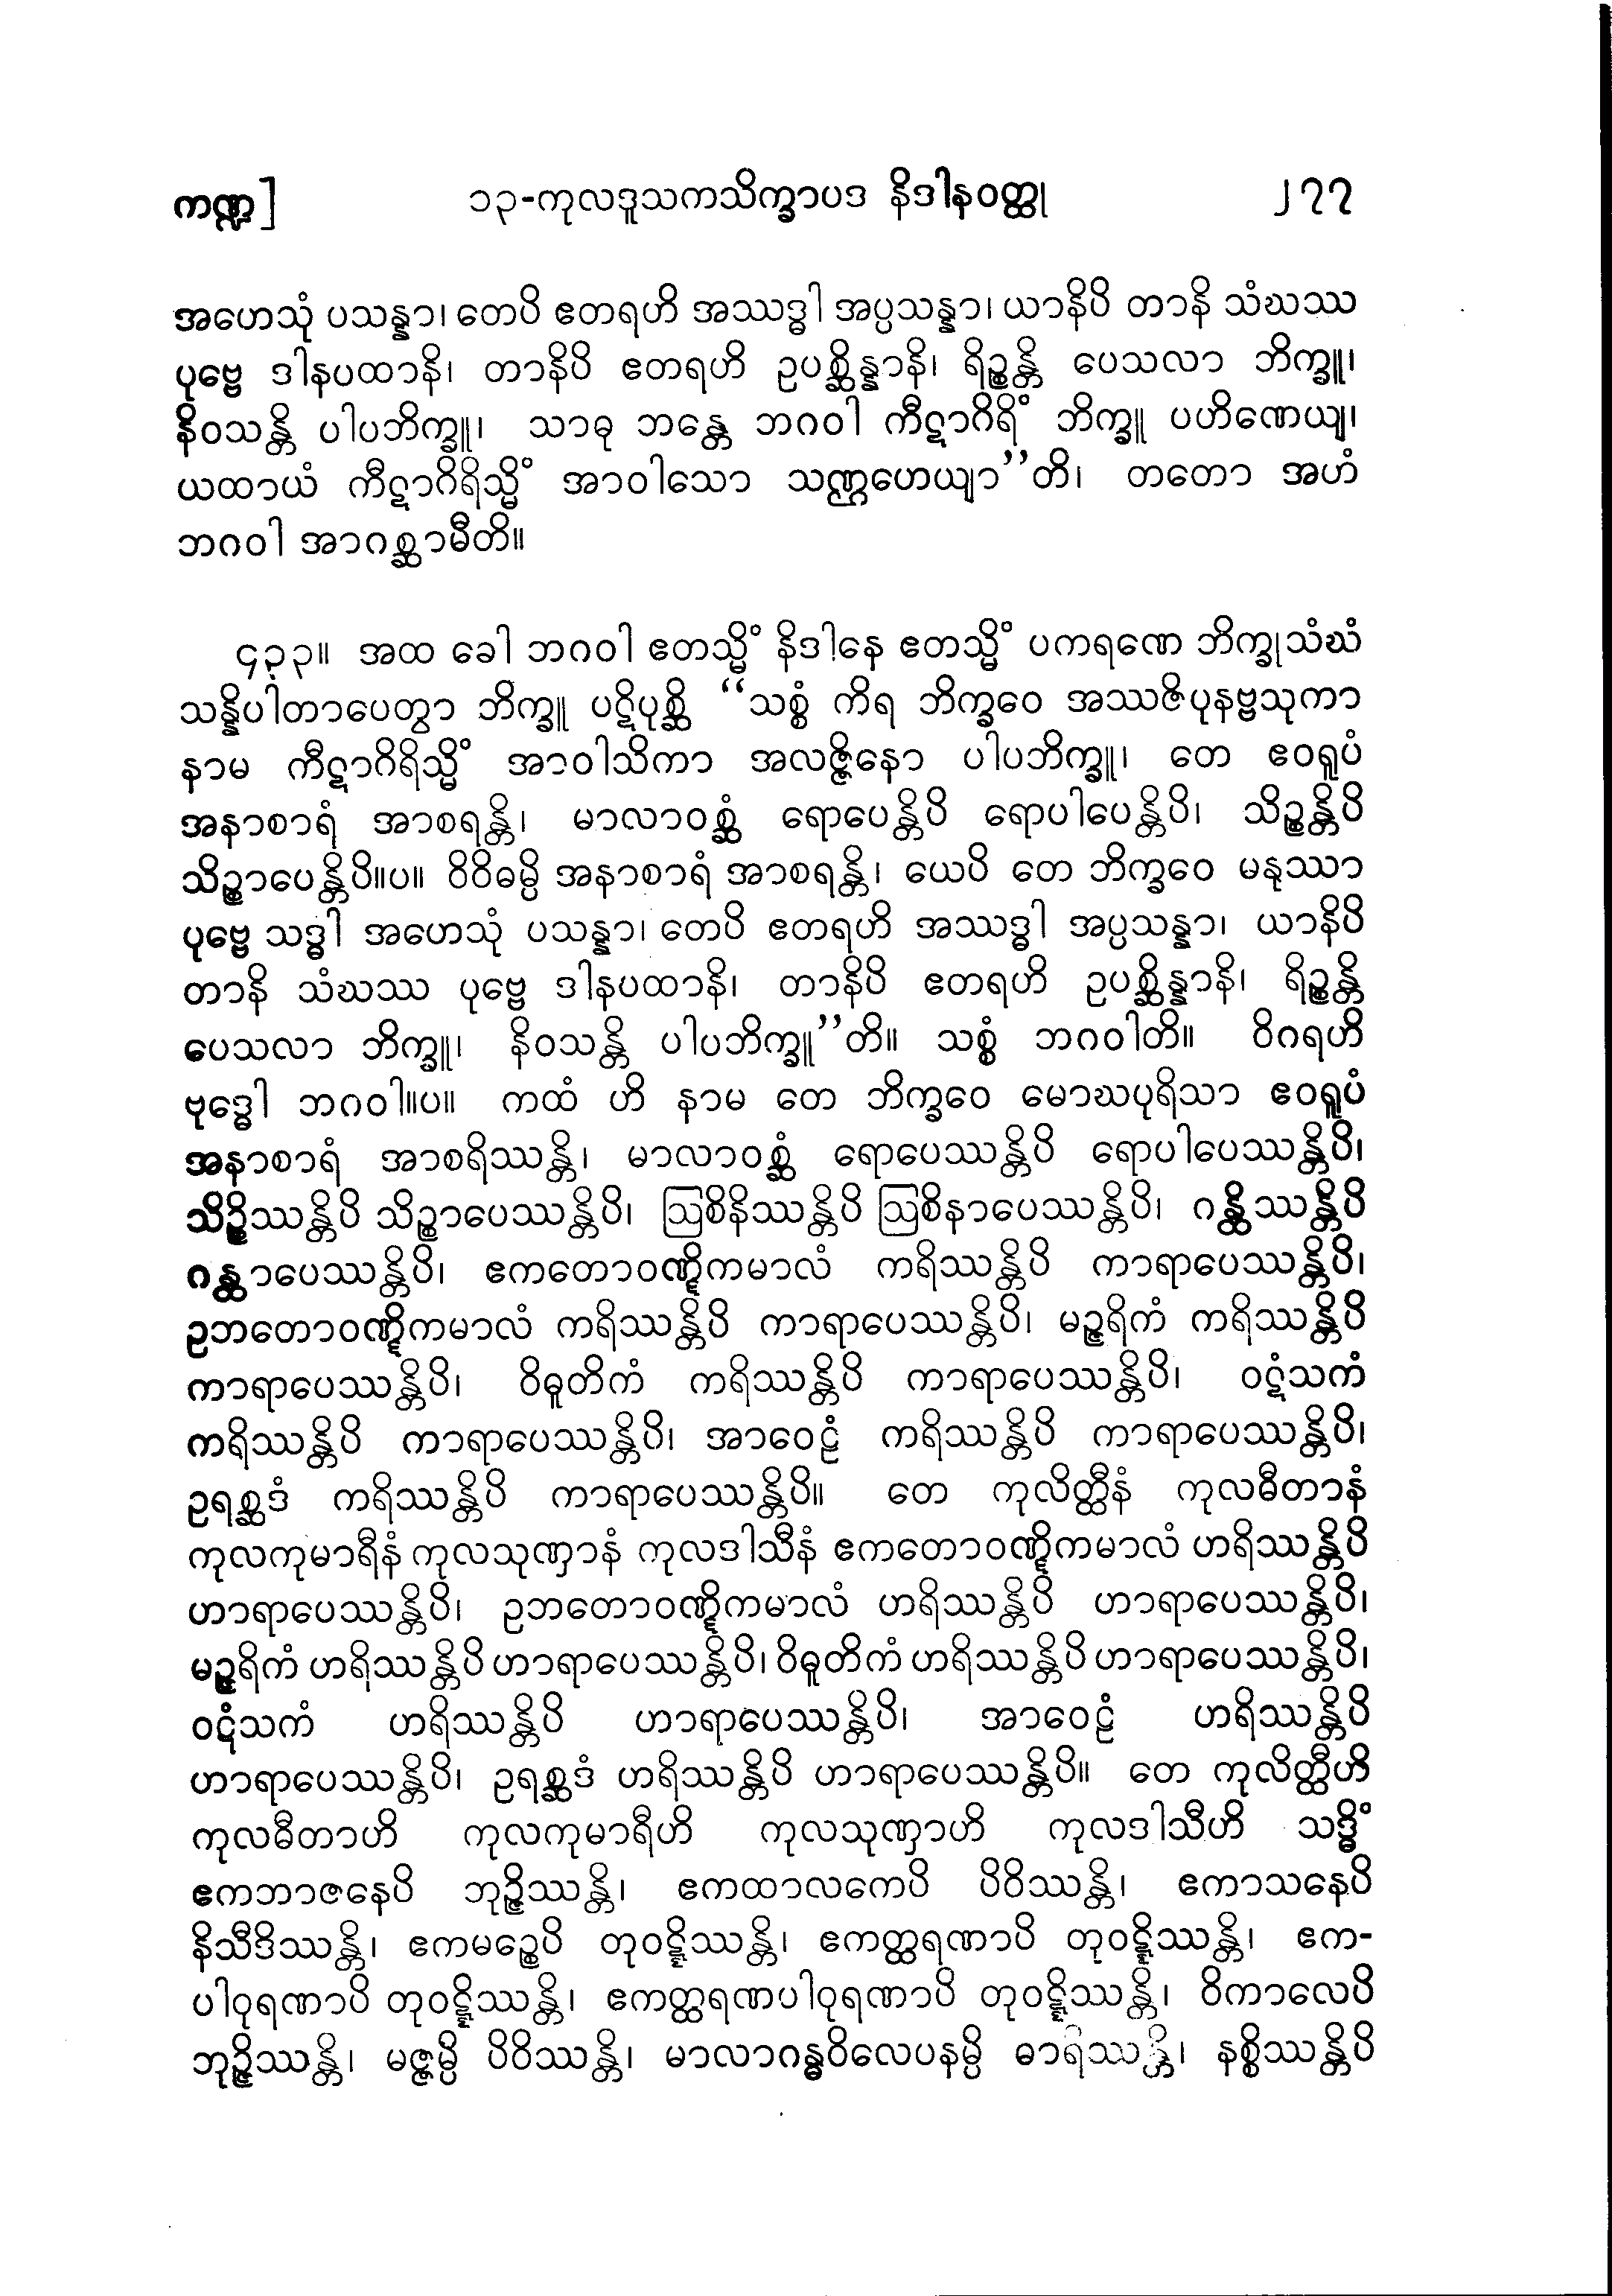 ကဏ္ဍ] ၁၃-ကုလဒူသကသိက္ခာပဒ နိဒါနဝတ္ထု ၂၇၇
အဟေသုံ ပသန္နာ၊ တေပိ ဧတရဟိ အဿဒ္ဓါ အပ္ပသန္နာ၊ ယာနိပိ တာနိ သံဃဿ
ပုဗ္ဗေ ဒါနပထာနိ၊ တာနိပိ ဧတရဟိ ဥပစ္ဆိန္နာနိ၊ ရိဉ္စန္တိ ပေသလာ ဘိက္ခူ၊
နိဝသန္တိ ပါပဘိက္ခူ၊ သာဓု ဘန္တေ ဘဂဝါ ကီဋာဂိရိံ ဘိက္ခူ ပဟိဏေယျ၊
ယထာယံ ကီဋာဂိရိသ္မိံ အာဝါသော သဏ္ဌဟေယျာ”တိ၊ တတော အဟံ
ဘဂဝါ အာဂစ္ဆာမီတိ။
၄၃၃။ အထ ခေါ ဘဂဝါ ဧတသ္မိံ နိဒါနေ ဧတသ္မိံ ပကရဏေ ဘိက္ခုသံဃံ
သန္နိပါတာပေတွာ ဘိက္ခူ ပဋိပုစ္ဆိ “သစ္စံ ကိရ ဘိက္ခဝေ အဿဇိပုနဗ္ဗသုကာ
နာမ ကီဋာဂိရိသ္မိံ အာဝါသိကာ အလဇ္ဇိနော ပါပဘိက္ခူ၊ တေ ဧဝရူပံ
အနာစာရံ အာစရန္တိ၊ မာလာဝစ္ဆံ ရောပေန္တိပိ ရောပါပေန္တိပိ၊ သိဉ္စန္တိပိ
သိဉ္စာပေန္တိပိ။ပ။ ဝိဝိဓမ္ပိ အနာစာရံ အာစရန္တိ၊ ယေပိ တေ ဘိက္ခဝေ မနုဿာ
ပုဗ္ဗေ သဒ္ဓါ အဟေသုံ ပသန္နာ၊ တေပိ ဧတရဟိ အဿဒ္ဓါ အပ္ပသန္နာ၊ ယာနိပိ
တာနိ သံဃဿ ပုဗ္ဗေ ဒါနပထာနိ၊ တာနိပိ ဧတရဟိ ဥပစ္ဆိန္နာနိ၊ ရိဉ္စန္တိ
ပေသလာ ဘိက္ခူ၊ နိဝသန္တိ ပါပဘိက္ခူ”တိ။ သစ္စံ ဘဂဝါတိ။ ဝိဂရဟိ
ဗုဒ္ဓေါ ဘဂဝါ။ပ။ ကထံ ဟိ နာမ တေ ဘိက္ခဝေ မောဃပုရိသာ ဧဝရူပံ
အနာစာရံ အာစရိဿန္တိ၊ မာလာဝစ္ဆံ ရောပေဿန္တိပိ ရောပါပေဿန္တိပိ၊
သိဉ္စိဿန္တိပိ သိဉ္စာပေဿန္တိပိ၊ ဩစိနိဿန္တိပိ ဩစိနာပေဿန္တိပိ၊ ဂန္ထိဿန္တိပိ
ဂန္ထာပေဿန္တိပိ၊ ဧကတောဝဏ္ဋိကမာလံ ကရိဿန္တိပိ ကာရာပေဿန္တိပိ၊
ဥဘတောဝဏ္ဋိကမာလံ ကရိဿန္တိပိ ကာရာပေဿန္တိပိ၊ မဉ္ဇရိကံ ကရိဿန္တိပိ
ကာရာပေဿန္တိပိ၊ ဝိဓူတိကံ ကရိဿန္တိပိ ကာရာပေဿန္တိပိ၊ ဝဋံသကံ
ကရိဿန္တိပိ ကာရာပေဿန္တိပိ၊ အာဝေဠံ ကရိဿန္တိပိ ကာရာပေဿန္တိပိ၊
ဥရစ္ဆဒံ ကရိဿန္တိပိ ကာရာပေဿန္တိပိ။ တေ ကုလိတ္ထီနံ ကုလဓီတာနံ
ကုလကုမာရီနံ ကုလသုဏှာနံ ကုလဒါသီနံ ဧကတောဝဏ္ဋိကမာလံ ဟရိဿန္တိပိ
ဟာရာပေဿန္တိပိ၊ ဥဘတောဝဏ္ဋိကမာလံ ဟရိဿန္တိပိ ဟာရာပေဿန္တိပိ၊
မဉ္ဇရိကံ ဟရိဿန္တိပိ ဟာရာပေဿန္တိပိ၊ ဝိဓူတိကံ ဟရိဿန္တိပိ ဟာရာပေဿန္တိပိ၊
ဝဋံသကံ ဟရိဿန္တိပိ ဟာရာပေဿန္တိပိ၊ အာဝေဠံ ဟရိဿန္တိပိ
ဟာရာပေဿန္တိပိ၊ ဥရစ္ဆဒံ ဟရိဿန္တိပိ ဟာရာပေဿန္တိပိ။ တေ ကုလိတ္ထီဟိ
ကုလဓီတာဟိ ကုလကုမာရီဟိ ကုလသုဏှာဟိ ကုလဒါသီဟိ သဒ္ဓိံ
ဧကဘာဇနေပိ ဘုဉ္ဇိဿန္တိ၊ ဧကထာလကေပိ ပိဝိဿန္တိ၊ ဧကာသနေပိ
နိသီဒိဿန္တိ၊ ဧကမဉ္စေပိ တုဝဋ္ဋိဿန္တိ၊ ဧကတ္ထရဏာပိ တုဝဋ္ဋိဿန္တိ၊ ဧက-
ပါဝုရဏာပိ တုဝဋ္ဋိဿန္တိ၊ ဧကတ္ထရဏပါဝုရဏာပိ တုဝဋ္ဋိဿန္တိ၊ ဝိကာလေပိ
ဘုဉ္ဇိဿန္တိ၊ မဇ္ဇမ္ပိ ပိဝိဿန္တိ၊ မာလာဂန္ဓဝိလေပနမ္ပိ ဓာရိဿန္တိ၊ နစ္စိဿန္တိပိ